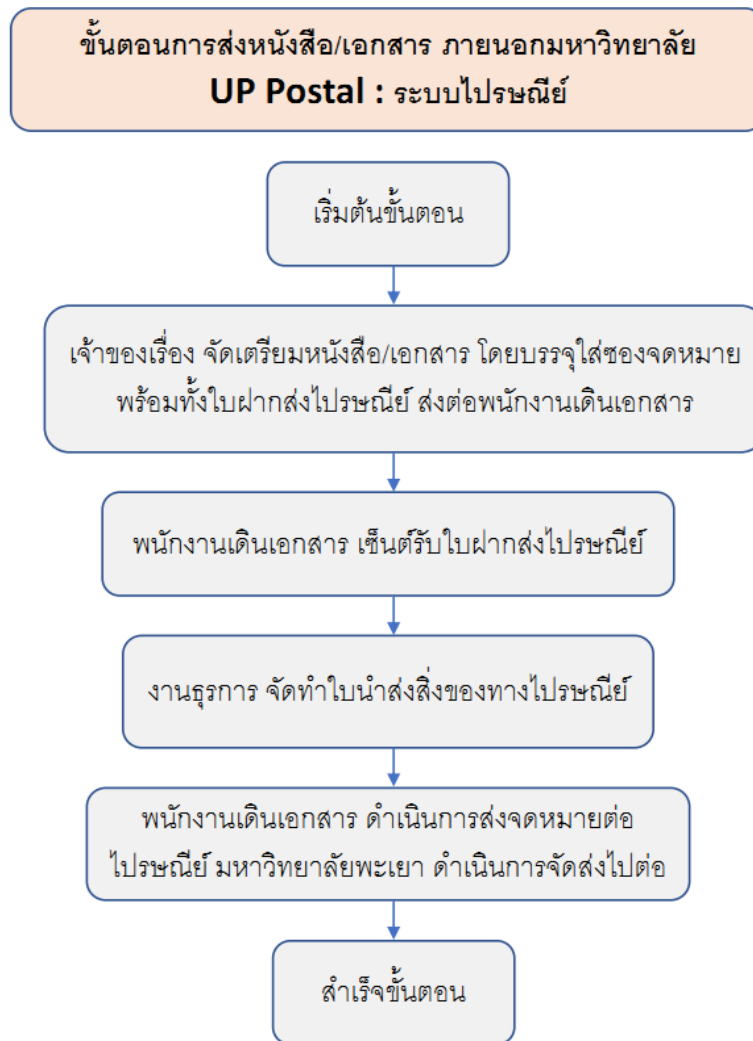 ขั้นตอนการส่งหนังสือ/เอกสาร ภายนอกมหาวิทยาลัย
UP Postal : ระบบไปรษณีย์
เริ่มต้นขั้นตอน
เจ้าของเรื่อง จัดเตรียมหนังสือ/เอกสาร โดยบรรจุใส่ซองจดหมาย
พร้อมทั้งใบฝากส่งไปรษณีย์ ส่งต่อพนักงานเดินเอกสาร
พนักงานเดินเอกสาร เซ็นต์รับใบฝากส่งไปรษณีย์
งานธุรการ จัดทำใบนำส่งสิ่งของทางไปรษณีย์
พนักงานเดินเอกสาร ดำเนินการส่งจดหมายต่อ
ไปรษณีย์ มหาวิทยาลัยพะเยา ดำเนินการจัดส่งไปต่อ
สำเร็จขั้นตอน